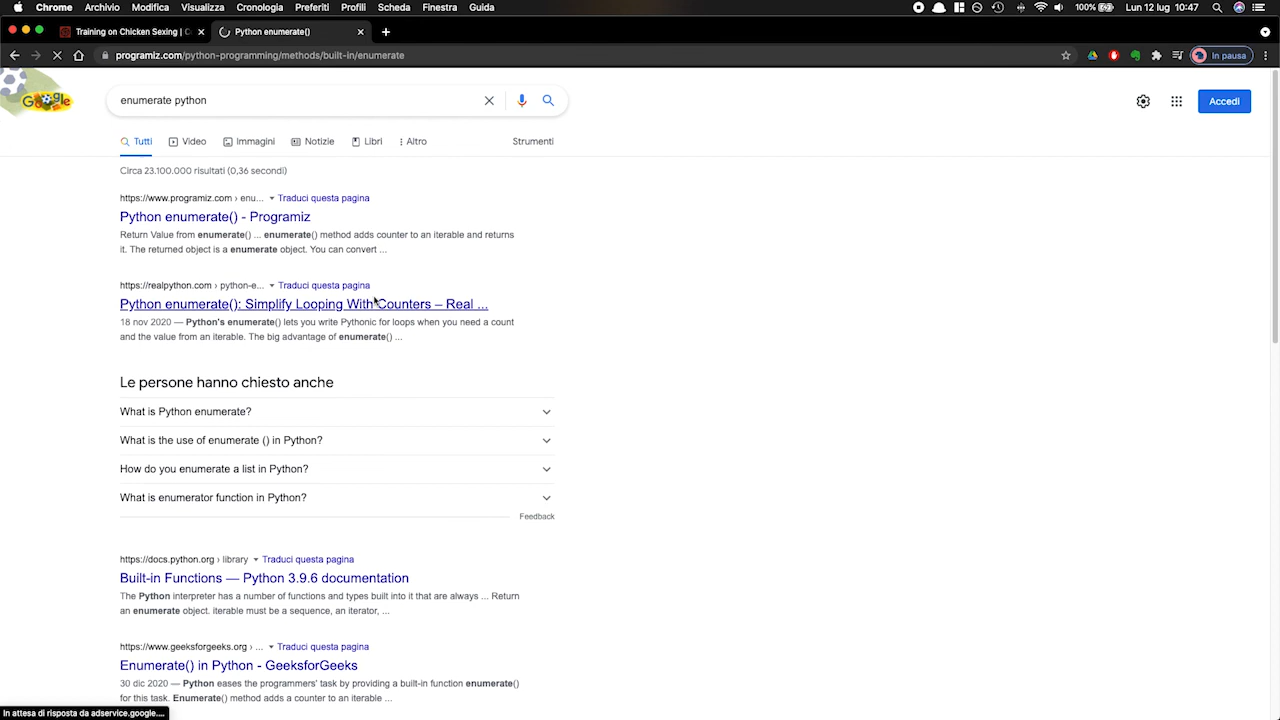 Chrome Archivio Modifica Visualizza Cronologia Preferiti Profili Scheda Finestra Guida 100% Lun 12 lug 10:47
Training on Chicken Sexing | C Python enumerate()
programiz.com/python-programming/methods/built-in/enumerate In pausa
Google enumerate python Accedi
Tutti Video Immagini Notizie Libri Altro Strumenti
Circa 23.100.000 risultati (0,36 secondi)
https://www.programiz.com › enu... Traduci questa pagina
Python enumerate() - Programiz
Return Value from enumerate() ... enumerate() method adds counter to an iterable and returns
it. The returned object is a enumerate object. You can convert ...
https://realpython.com › python-e... Traduci questa pagina
Python enumerate(): Simplify Looping With Counters – Real ...
18 nov 2020 — Python's enumerate() lets you write Pythonic for loops when you need a count
and the value from an iterable. The big advantage of enumerate() ...
Le persone hanno chiesto anche
What is Python enumerate?
What is the use of enumerate () in Python?
How do you enumerate a list in Python?
What is enumerator function in Python?
Feedback
https://docs.python.org › library Traduci questa pagina
Built-in Functions — Python 3.9.6 documentation
The Python interpreter has a number of functions and types built into it that are always ... Return
an enumerate object. iterable must be a sequence, an iterator, ...
https://www.geeksforgeeks.org › ... Traduci questa pagina
Enumerate() in Python - GeeksforGeeks
30 dic 2020 — Python eases the programmers' task by providing a built-in function enumerate()
for this task. Enumerate() method adds a counter to an iterable ...
In attesa di risposta da adservice.google....